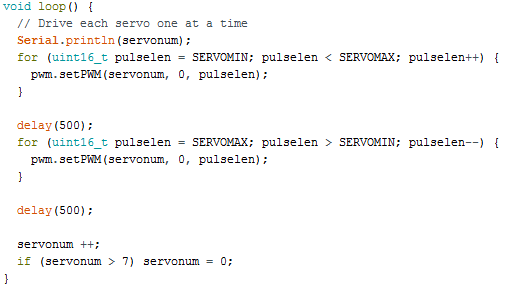 void loop() {
  // Drive each servo one at a time
  Serial.println(servonum);
  for (uint16_t pulselen = SERVOMIN; pulselen < SERVOMAX; pulselen++) {
    pwm.setPWM(servonum, 0, pulselen);
  }

  delay(500);
  for (uint16_t pulselen = SERVOMAX; pulselen > SERVOMIN; pulselen--) {
    pwm.setPWM(servonum, 0, pulselen);
  }

  delay(500);

  servonum ++;
  if (servonum > 7) servonum = 0;
}